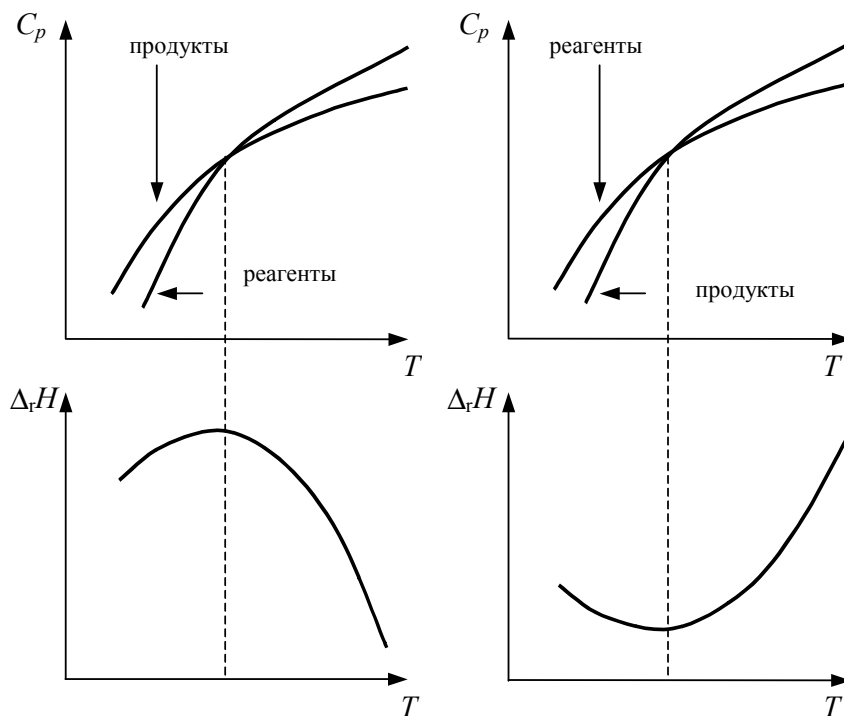 C_p
продукты
реагенты
T
C_p
реагенты
продукты
T
Δ_rH
T
Δ_rH
T